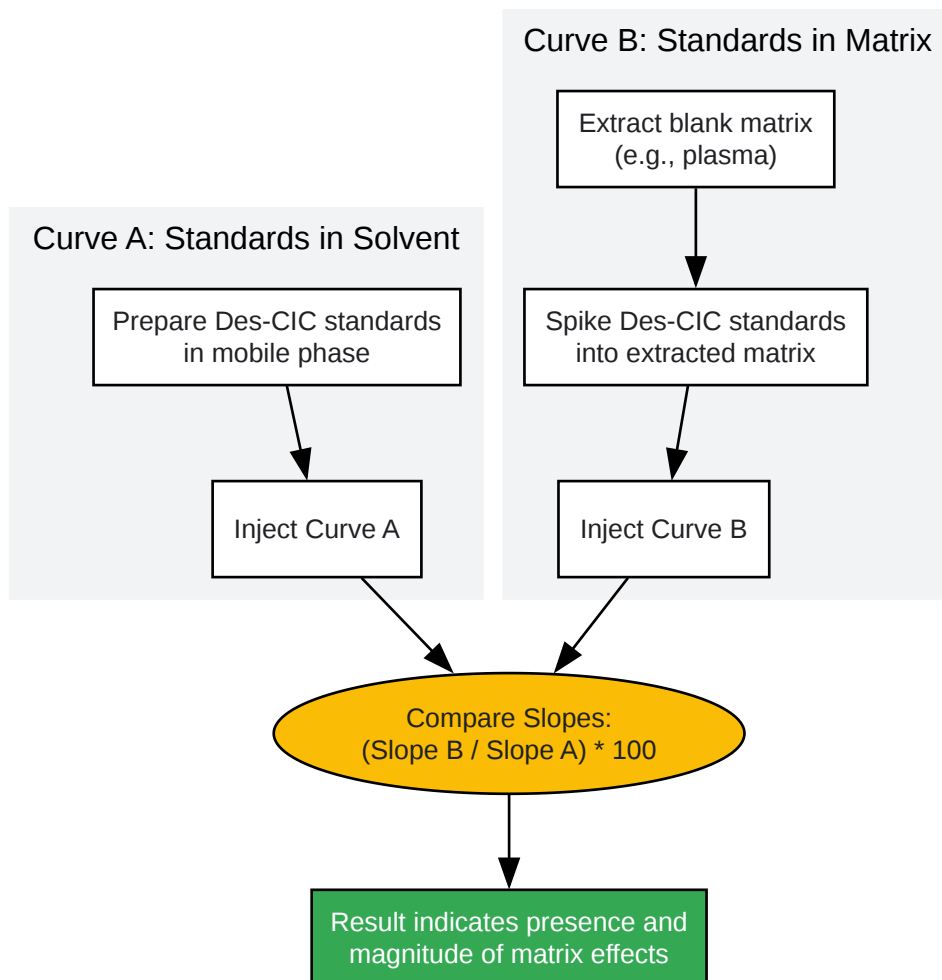 Curve B: Standards in Matrix
Extract blank matrix
(e.g., plasma)
Spike Des-CIC standards
into extracted matrix
Inject Curve B
Curve A: Standards in Solvent
Prepare Des-CIC standards
in mobile phase
Inject Curve A
Compare Slopes:
(Slope B / Slope A) * 100
Result indicates presence and
magnitude of matrix effects